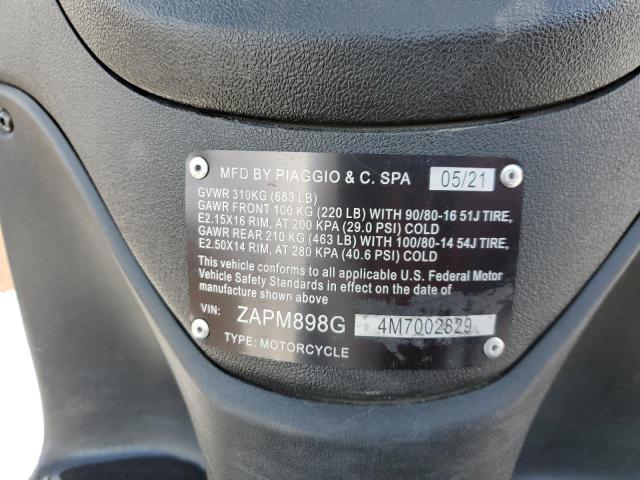 MFD BY PIAGGIO & C. SPA 05/21
GVWR 310KG (683 LB)
GAWR FRONT 100 KG (220 LB) WITH 90/80-16 51J TIRE,
E2.15X16 RIM, AT 200 KPA (29.0 PSI) COLD
GAWR REAR 210 KG (463 LB) WITH 100/80-14 54J TIRE,
E2.50X14 RIM, AT 280 KPA (40.6 PSI) COLD
This vehicle conforms to all applicable U.S. Federal Motor
Vehicle Safety Standards in effect on the date of
manufacture shown above
VIN: ZAPM898G 4M7002829
TYPE: MOTORCYCLE